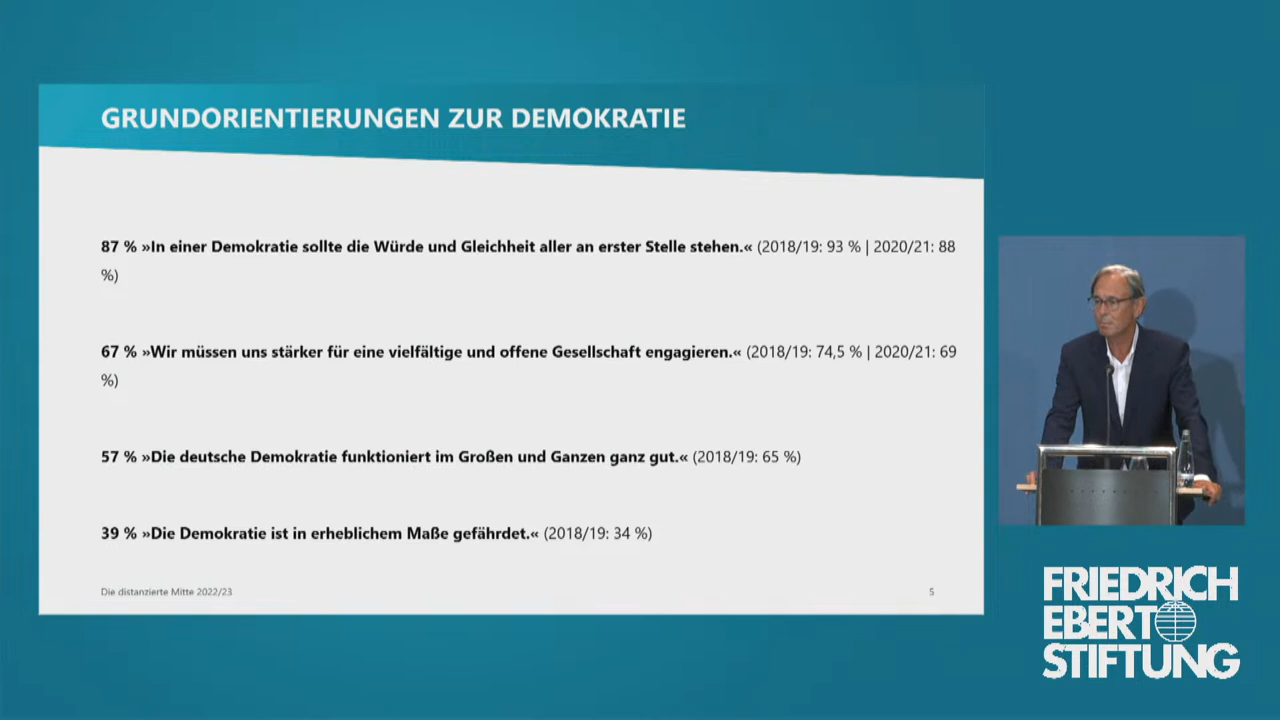 GRUNDORIENTIERUNGEN ZUR DEMOKRATIE
87 % »In einer Demokratie sollte die Würde und Gleichheit aller an erster Stelle stehen.« (2018/19: 93 % | 2020/21: 88
%)
67 % »Wir müssen uns stärker für eine vielfältige und offene Gesellschaft engagieren.« (2018/19: 74,5 % | 2020/21: 69
%)
57 % »Die deutsche Demokratie funktioniert im Großen und Ganzen ganz gut.« (2018/19: 65 %)
39 % »Die Demokratie ist in erheblichem Maße gefährdet.« (2018/19: 34 %)
Die distanzierte Mitte 2022/23
5
FRIEDRICH
EBERT
STIFTUNG